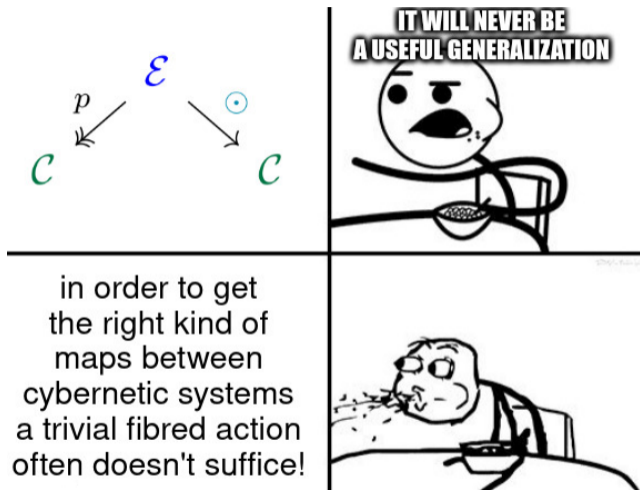 ℰ
p
⊙
𝒞
𝒞
IT WILL NEVER BE
A USEFUL GENERALIZATION
in order to get
the right kind of
maps between
cybernetic systems
a trivial fibred action
often doesn't suffice!